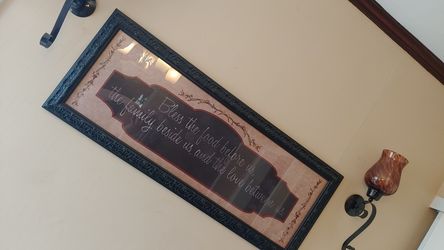 Bless the food before us
the family beside us and the love between us